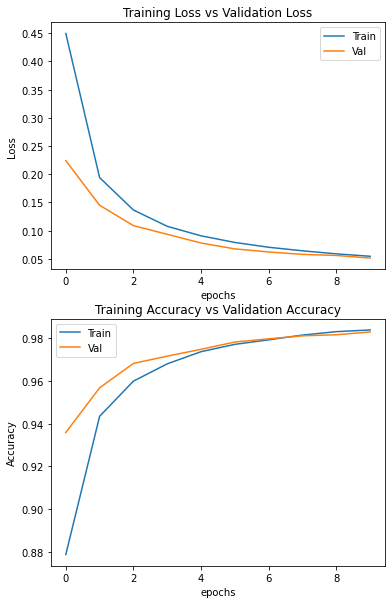 Training Loss vs Validation Loss
0.45
0.40
0.35
0.30
0.25
0.20
0.15
0.10
0.05
Loss
Train
Val
0 2 4 6 8
epochs
Training Accuracy vs Validation Accuracy
0.98
0.96
0.94
0.92
0.90
0.88
Accuracy
Train
Val
0 2 4 6 8
epochs